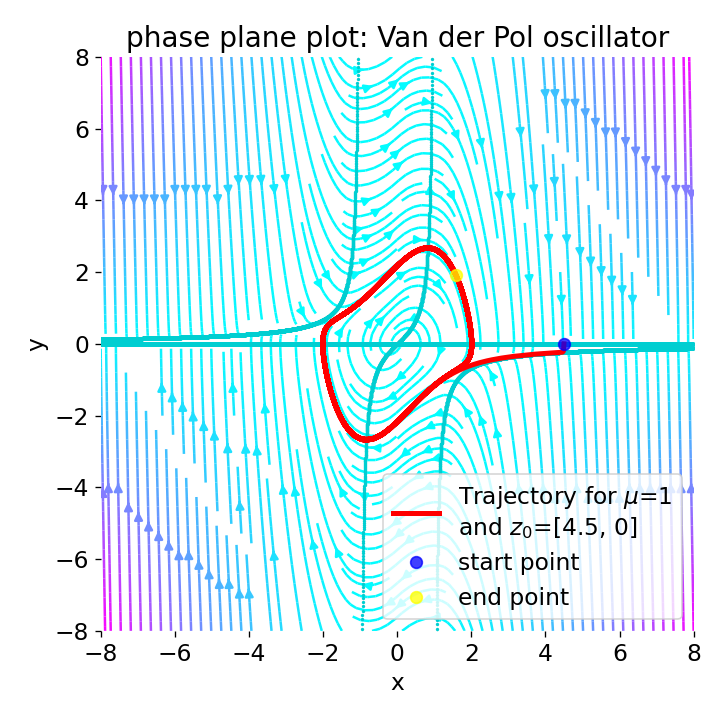 phase plane plot: Van der Pol oscillator
8
6
4
2
0
−2
−4
−6
−8
y
−8 −6 −4 −2 0 2 4 6 8
x
Trajectory for μ=1
and z₀=[4.5, 0]
start point
end point